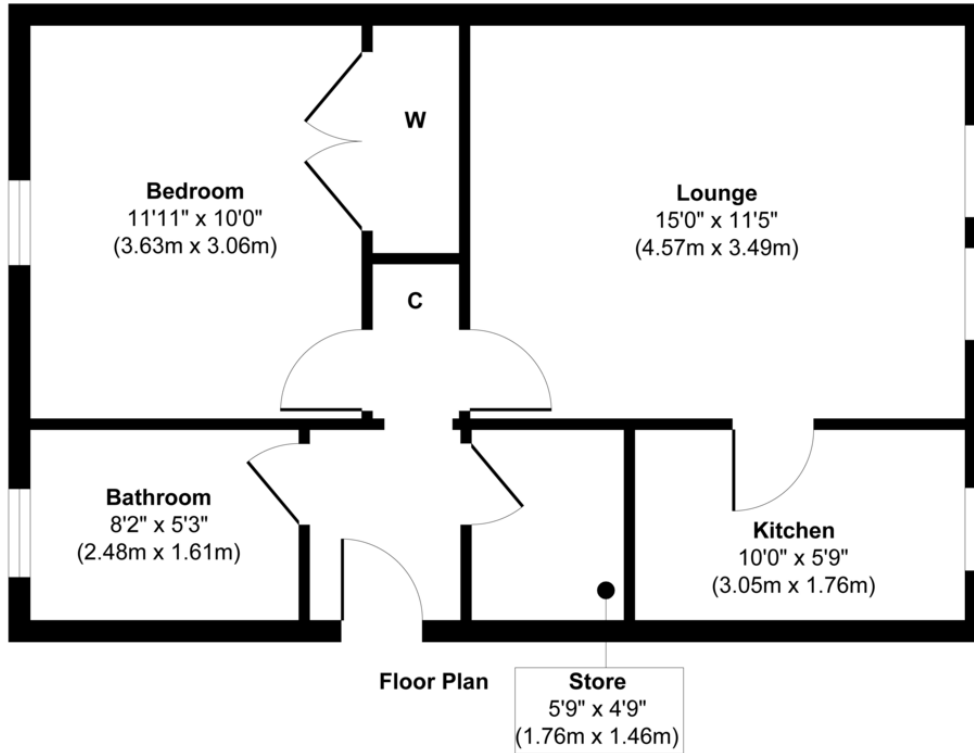 W
Bedroom
11'11" x 10'0"
(3.63m x 3.06m)
Lounge
15'0" x 11'5"
(4.57m x 3.49m)
C
Bathroom
8'2" x 5'3"
(2.48m x 1.61m)
Kitchen
10'0" x 5'9"
(3.05m x 1.76m)
Floor Plan
Store
5'9" x 4'9"
(1.76m x 1.46m)